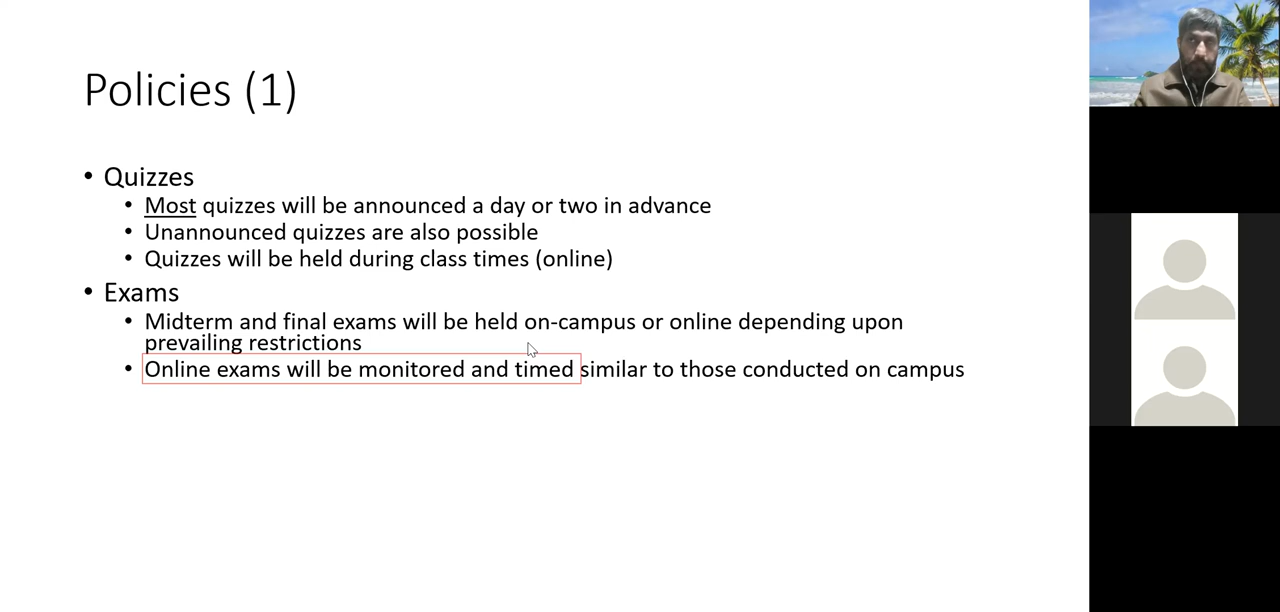 Policies (1)
• Quizzes
• Most quizzes will be announced a day or two in advance
• Unannounced quizzes are also possible
• Quizzes will be held during class times (online)
• Exams
• Midterm and final exams will be held on-campus or online depending upon
prevailing restrictions
• Online exams will be monitored and timed similar to those conducted on campus